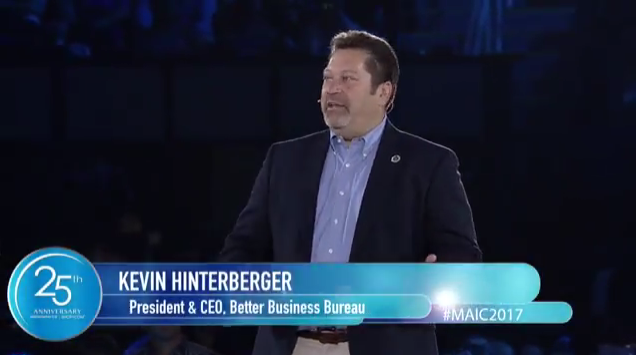 25th
ANNIVERSARY
KEVIN HINTERBERGER
President & CEO, Better Business Bureau
#MAIC2017